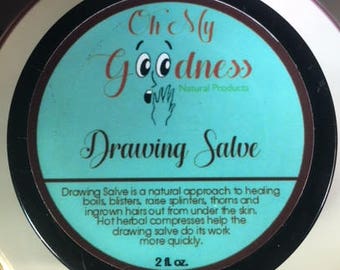 Oh My
Goodness
Natural Products
Drawing Salve
Drawing Salve is a natural approach to healing
boils, blisters, raise splinters, thorns and
ingrown hairs out from under the skin.
Hot herbal compresses help the
drawing salve do its work
more quickly.
2 fl. oz.